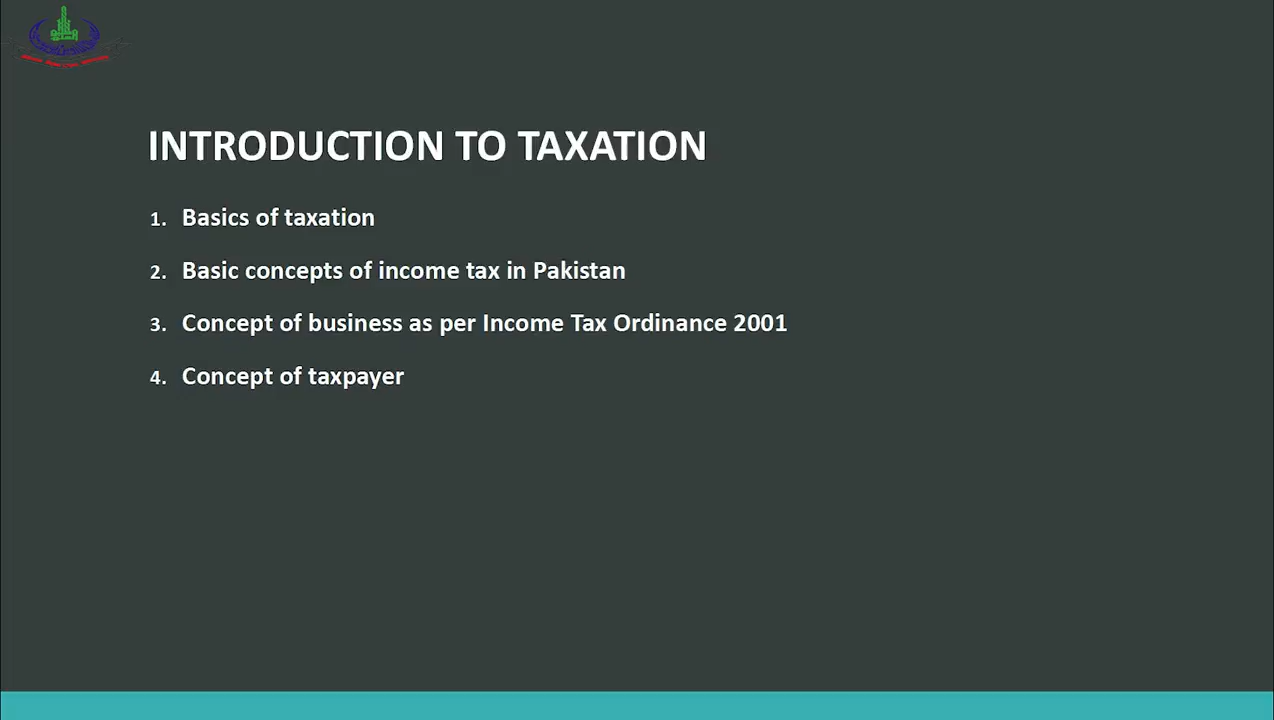 INTRODUCTION TO TAXATION
1. Basics of taxation
2. Basic concepts of income tax in Pakistan
3. Concept of business as per Income Tax Ordinance 2001
4. Concept of taxpayer